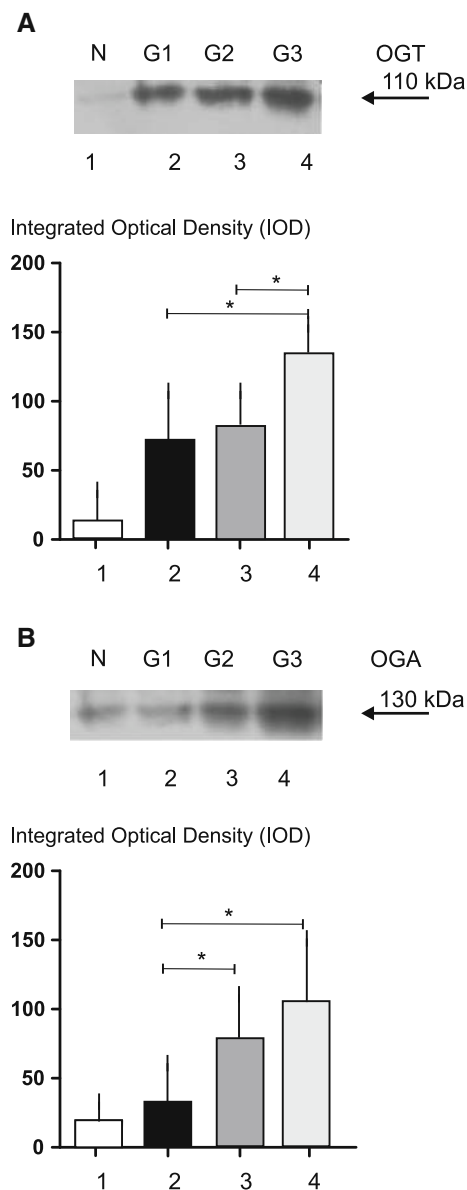 A
N G1 G2 G3 OGT
110 kDa
1 2 3 4
Integrated Optical Density (IOD)
200
*
*
150
100
50
0
1 2 3 4
B
N G1 G2 G3 OGA
130 kDa
1 2 3 4
Integrated Optical Density (IOD)
200
*
*
150
100
50
0
1 2 3 4